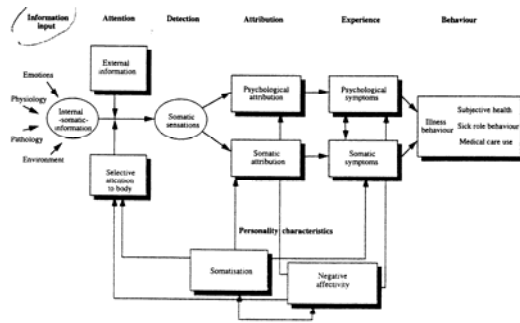 Information
input
Attention
Detection
Attribution
Experience
Behaviour
Emotions
Physiology
Pathology
Environment
Internal
-somatic-
information
External
information
Selective
attention
to body
Somatic
sensations
Psychological
attribution
Somatic
attribution
Psychological
symptoms
Somatic
symptoms
Illness
behaviour
Subjective health
Sick role behaviour
Medical care use
Personality characteristics
Somatisation
Negative
affectivity